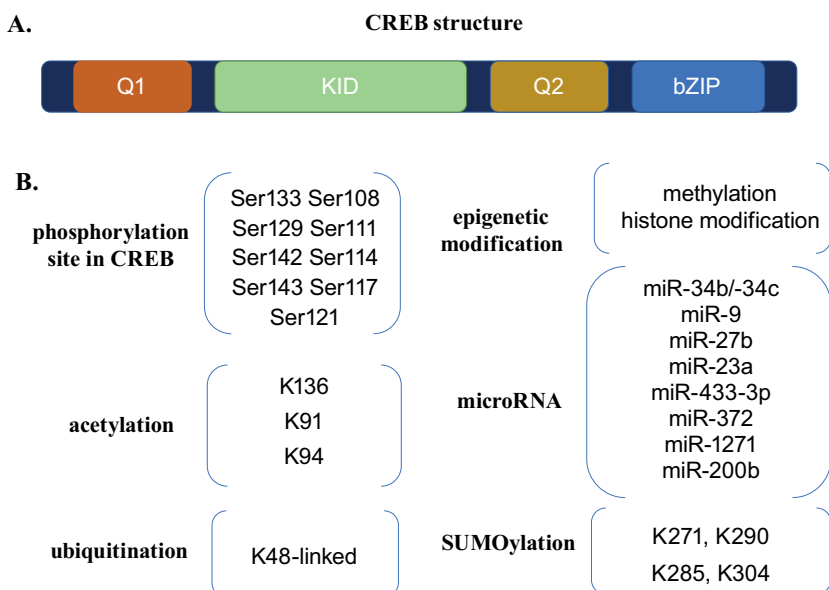 A.
CREB structure
Q1 KID Q2 bZIP
B.
phosphorylation
site in CREB
Ser133 Ser108
Ser129 Ser111
Ser142 Ser114
Ser143 Ser117
Ser121
acetylation
K136
K91
K94
ubiquitination
K48-linked
epigenetic
modification
methylation
histone modification
microRNA
miR-34b/-34c
miR-9
miR-27b
miR-23a
miR-433-3p
miR-372
miR-1271
miR-200b
SUMOylation
K271, K290
K285, K304